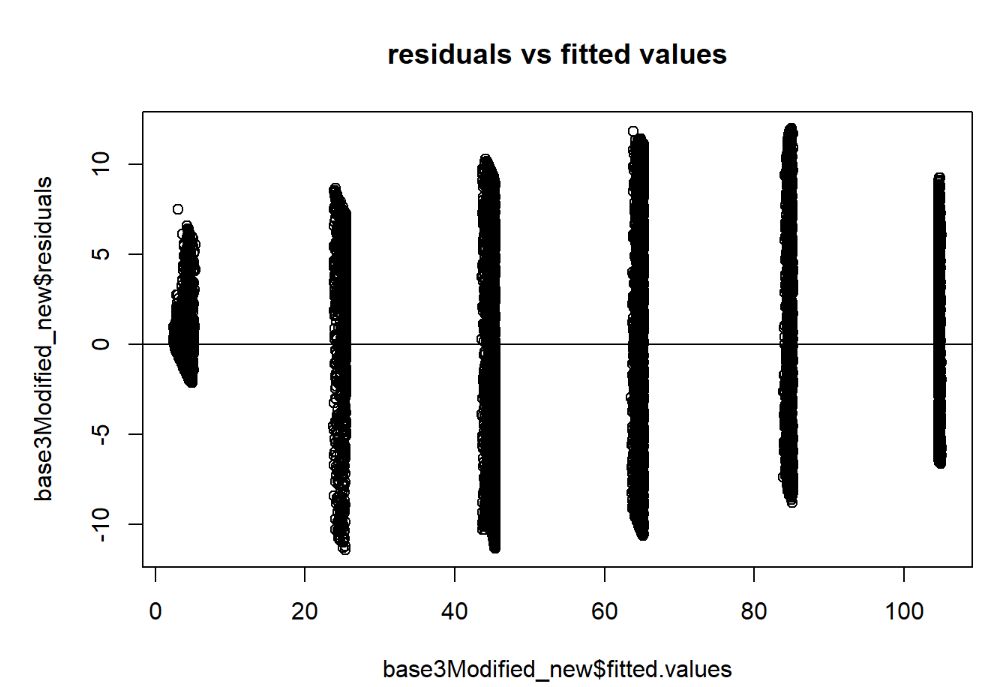 residuals vs fitted values
base3Modified_new$residuals
10
5
0
-5
-10
0 20 40 60 80 100
base3Modified_new$fitted.values